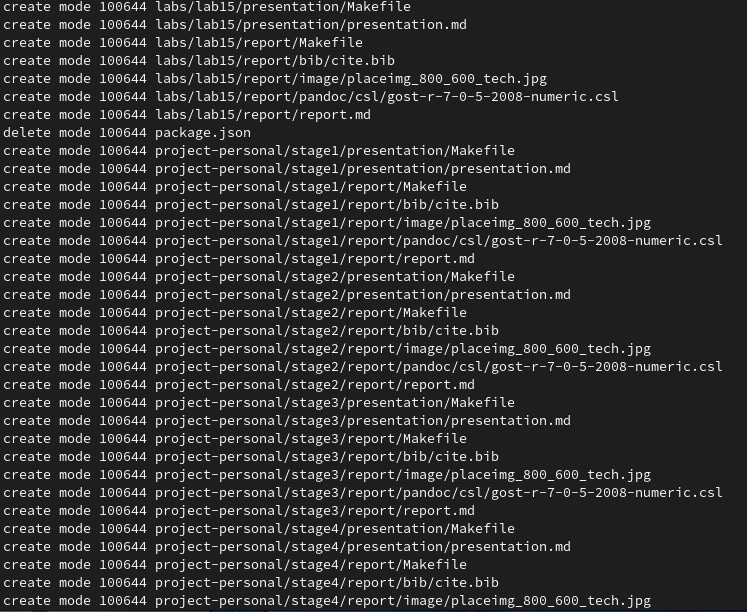 create mode 100644 labs/lab15/presentation/Makefile
create mode 100644 labs/lab15/presentation/presentation.md
create mode 100644 labs/lab15/report/Makefile
create mode 100644 labs/lab15/report/bib/cite.bib
create mode 100644 labs/lab15/report/image/placeimg_800_600_tech.jpg
create mode 100644 labs/lab15/report/pandoc/csl/gost-r-7-0-5-2008-numeric.csl
create mode 100644 labs/lab15/report/report.md
delete mode 100644 package.json
create mode 100644 project-personal/stage1/presentation/Makefile
create mode 100644 project-personal/stage1/presentation/presentation.md
create mode 100644 project-personal/stage1/report/Makefile
create mode 100644 project-personal/stage1/report/bib/cite.bib
create mode 100644 project-personal/stage1/report/image/placeimg_800_600_tech.jpg
create mode 100644 project-personal/stage1/report/pandoc/csl/gost-r-7-0-5-2008-numeric.csl
create mode 100644 project-personal/stage1/report/report.md
create mode 100644 project-personal/stage2/presentation/Makefile
create mode 100644 project-personal/stage2/presentation/presentation.md
create mode 100644 project-personal/stage2/report/Makefile
create mode 100644 project-personal/stage2/report/bib/cite.bib
create mode 100644 project-personal/stage2/report/image/placeimg_800_600_tech.jpg
create mode 100644 project-personal/stage2/report/pandoc/csl/gost-r-7-0-5-2008-numeric.csl
create mode 100644 project-personal/stage2/report/report.md
create mode 100644 project-personal/stage3/presentation/Makefile
create mode 100644 project-personal/stage3/presentation/presentation.md
create mode 100644 project-personal/stage3/report/Makefile
create mode 100644 project-personal/stage3/report/bib/cite.bib
create mode 100644 project-personal/stage3/report/image/placeimg_800_600_tech.jpg
create mode 100644 project-personal/stage3/report/pandoc/csl/gost-r-7-0-5-2008-numeric.csl
create mode 100644 project-personal/stage3/report/report.md
create mode 100644 project-personal/stage4/presentation/Makefile
create mode 100644 project-personal/stage4/presentation/presentation.md
create mode 100644 project-personal/stage4/report/Makefile
create mode 100644 project-personal/stage4/report/bib/cite.bib
create mode 100644 project-personal/stage4/report/image/placeimg_800_600_tech.jpg